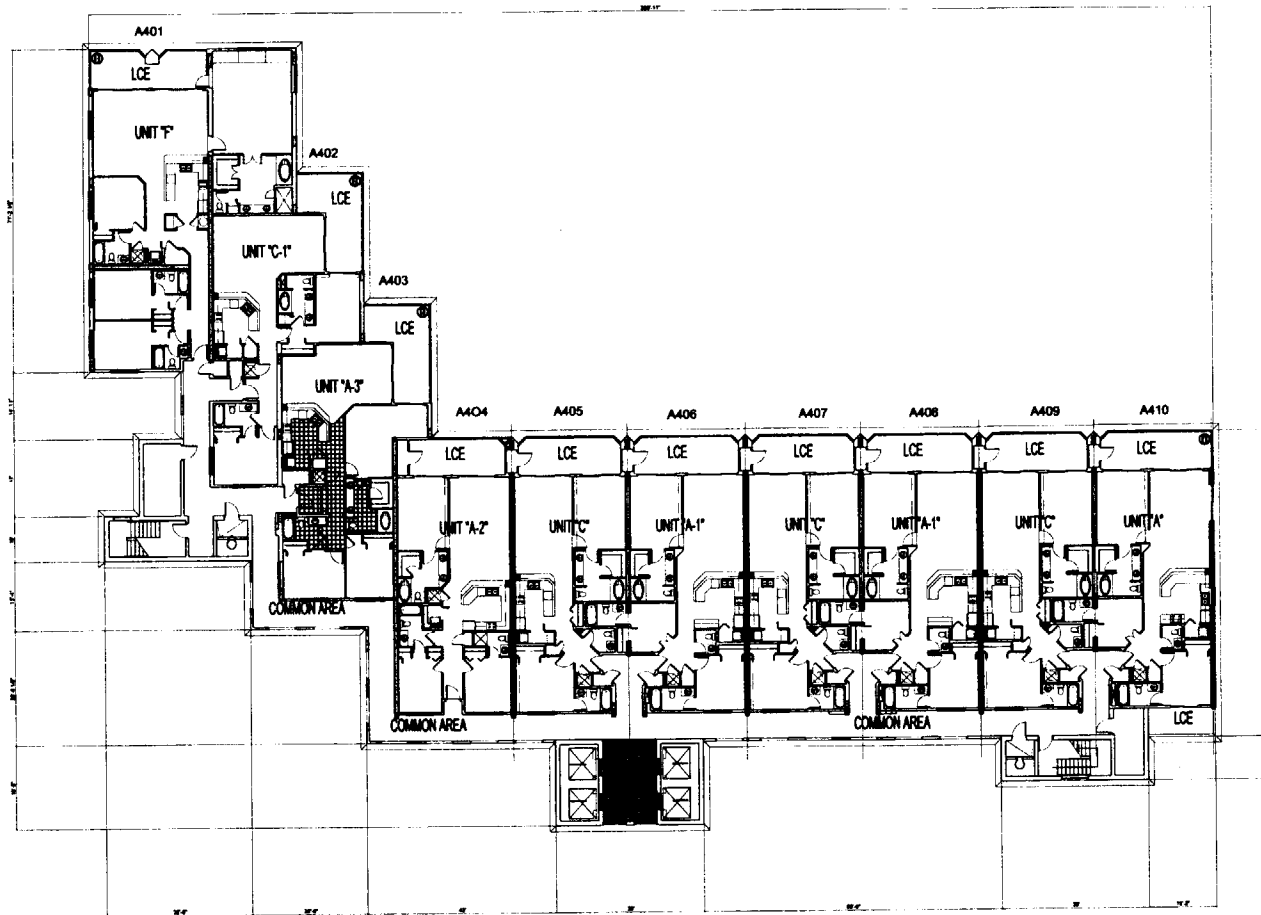 A401
LCE
UNIT "F"
A402
LCE
UNIT "C-1"
A403
LCE
UNIT "A-3"
A404
A405
A406
A407
A408
A409
A410
LCE
LCE
LCE
LCE
LCE
LCE
LCE
UNIT "A-2"
UNIT "C"
UNIT "A-1"
UNIT "C"
UNIT "A-1"
UNIT "C"
UNIT "A"
COMMON AREA
COMMON AREA
COMMON AREA
LCE